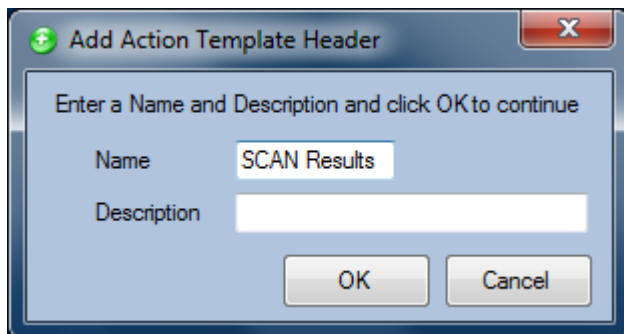 Add Action Template Header
Enter a Name and Description and click OK to continue
Name SCAN Results
Description
OK Cancel